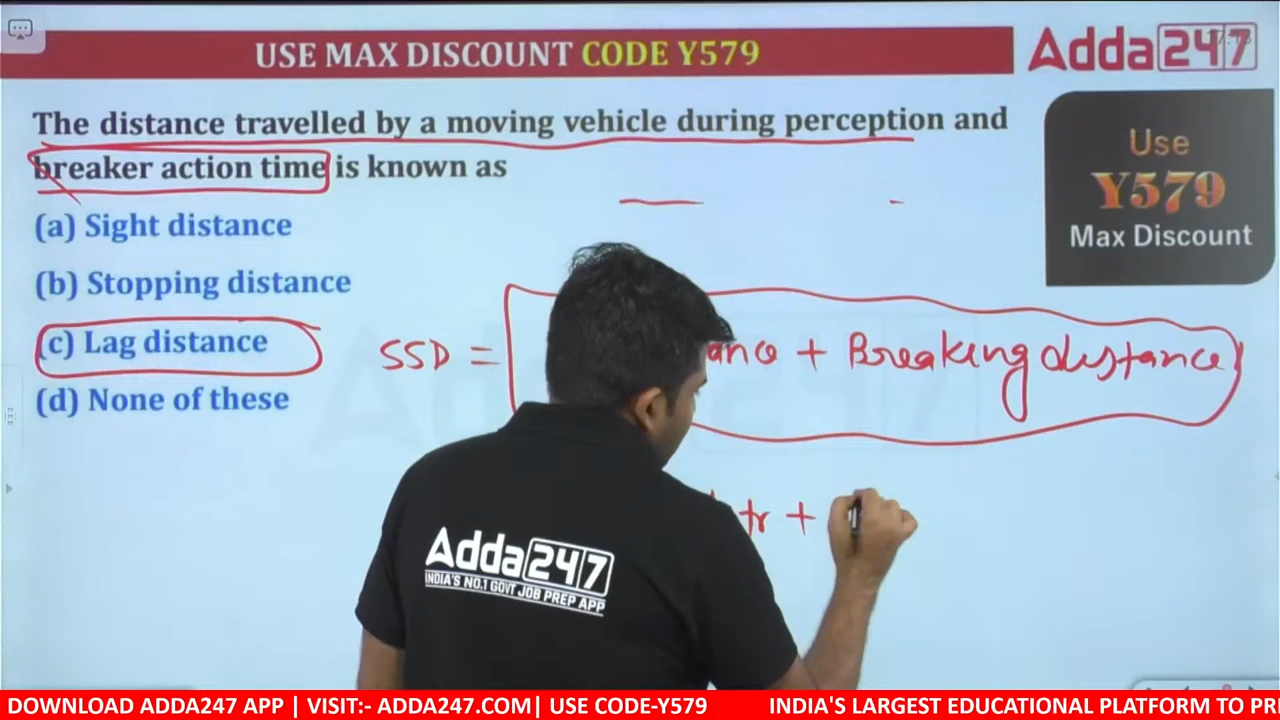 USE MAX DISCOUNT CODE Y579
Adda247
The distance travelled by a moving vehicle during perception and
breaker action time is known as
Use
Y579
Max Discount
(a) Sight distance
(b) Stopping distance
(c) Lag distance
(d) None of these
SSD = ance + Breaking distance
tr +
Adda247
INDIA'S NO.1 GOVT JOB PREP APP
DOWNLOAD ADDA247 APP | VISIT:- ADDA247.COM| USE CODE-Y579 INDIA'S LARGEST EDUCATIONAL PLATFORM TO PR